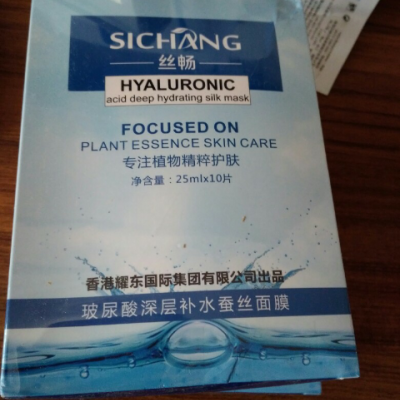 SICHANG
丝畅
HYALURONIC
acid deep hydrating silk mask
FOCUSED ON
PLANT ESSENCE SKIN CARE
专注植物精粹护肤
净含量：25mlx10片
香港耀东国际集团有限公司出品
玻尿酸深层补水蚕丝面膜